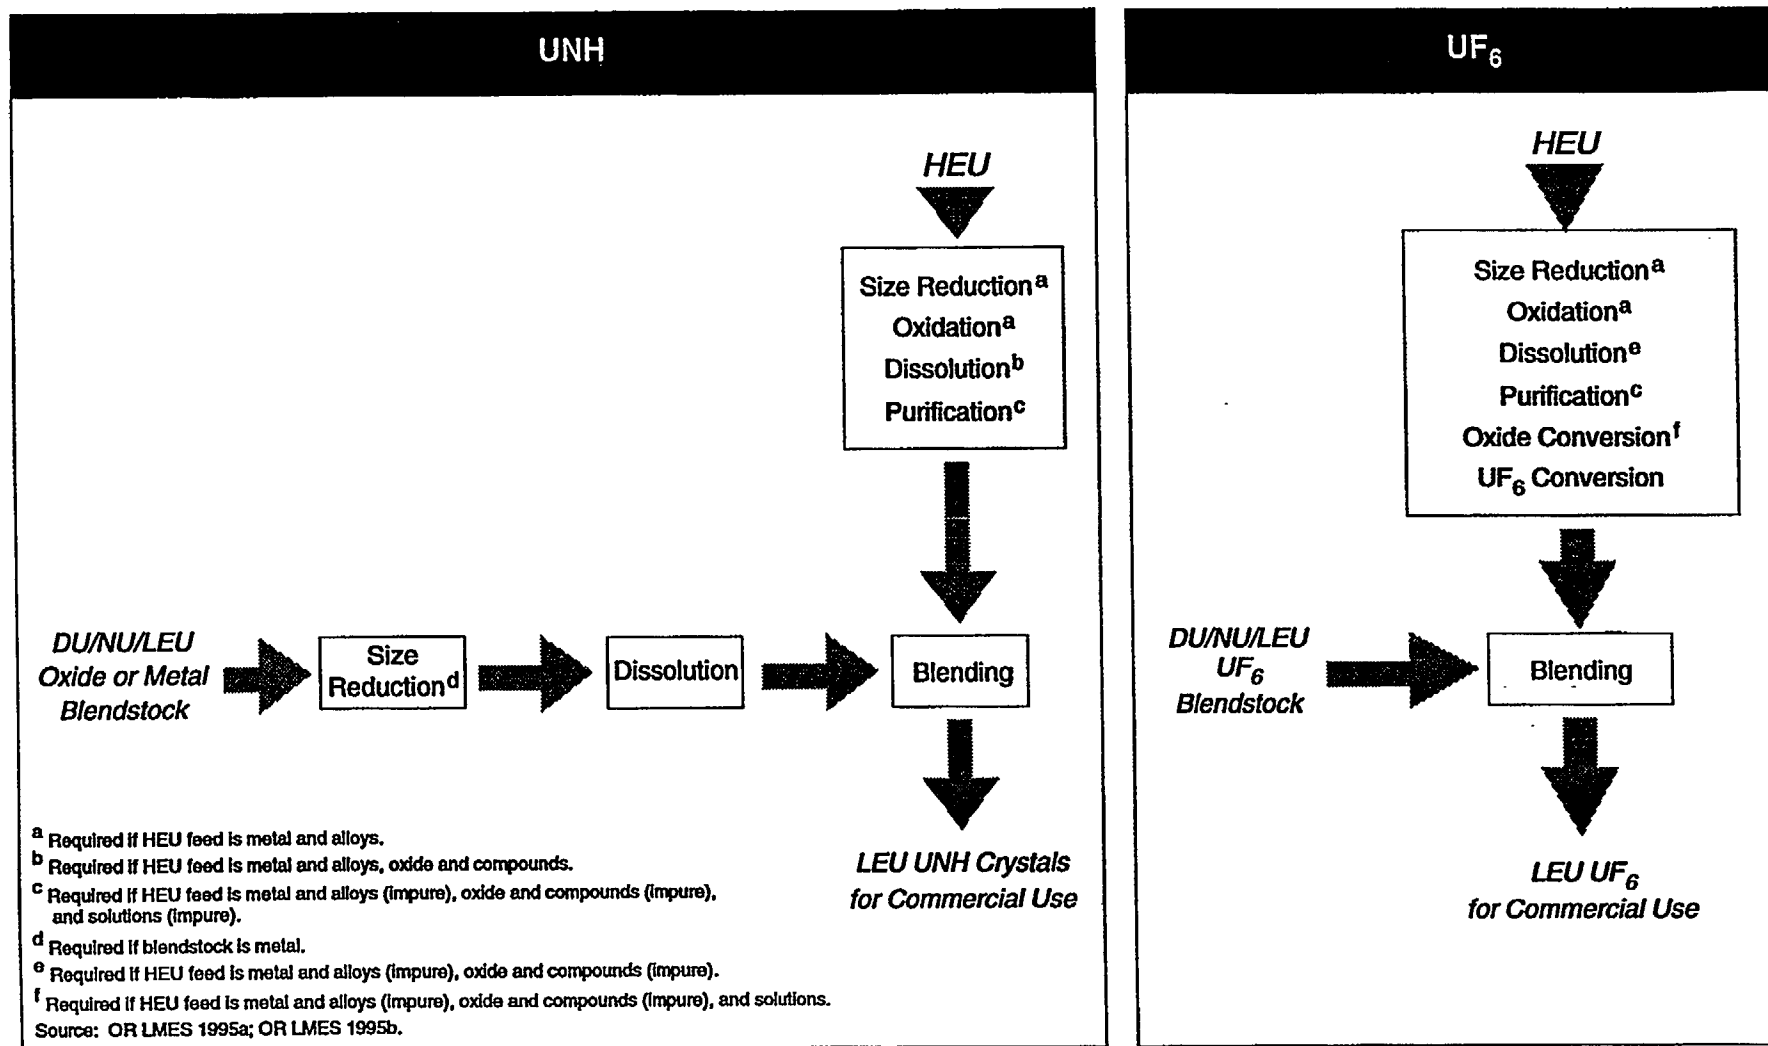 UNH
HEU
Size Reductionᵃ
Oxidationᵃ
Dissolutionᵇ
Purificationᶜ
DU/NU/LEU
Oxide or Metal
Blendstock
Size
Reductionᵈ
Dissolution
Blending
LEU UNH Crystals
for Commercial Use
ᵃ Required if HEU feed is metal and alloys.
ᵇ Required if HEU feed is metal and alloys, oxide and compounds.
ᶜ Required if HEU feed is metal and alloys (impure), oxide and compounds (impure),
and solutions (impure).
ᵈ Required if blendstock is metal.
ᵉ Required if HEU feed is metal and alloys (impure), oxide and compounds (impure).
ᶠ Required if HEU feed is metal and alloys (impure), oxide and compounds (impure), and solutions.
Source: OR LMES 1995a; OR LMES 1995b.
UF₆
HEU
Size Reductionᵃ
Oxidationᵃ
Dissolutionᵉ
Purificationᶜ
Oxide Conversionᶠ
UF₆ Conversion
DU/NU/LEU
UF₆
Blendstock
Blending
LEU UF₆
for Commercial Use